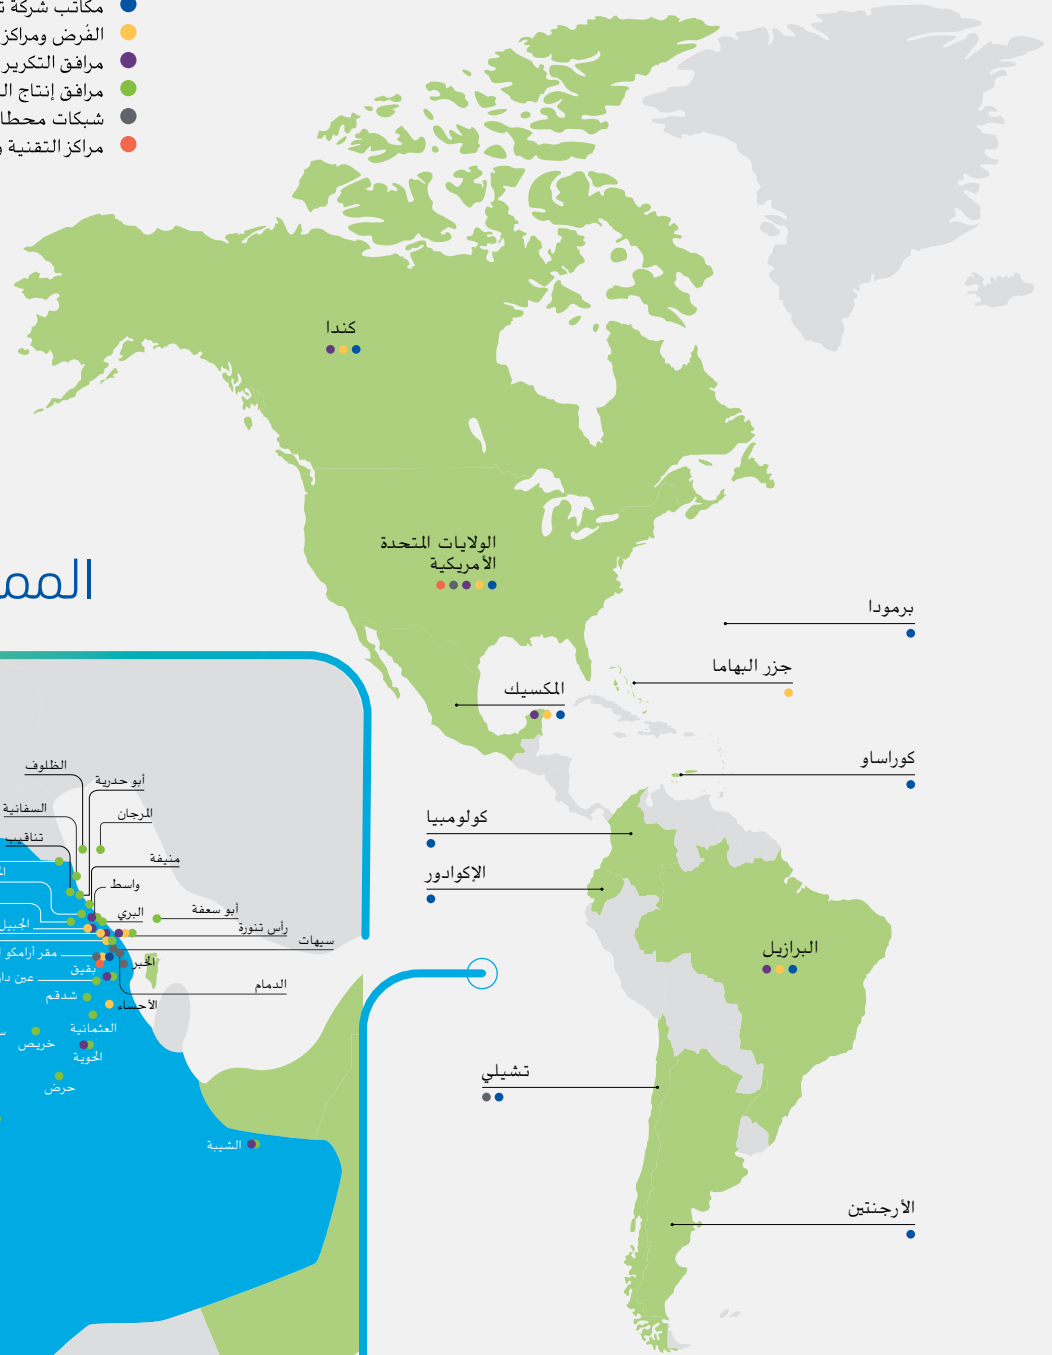 مكاتب شركة
الفُرض ومراكز
مرافق التكرير
مرافق إنتاج
شبكات
مراكز التقنية
كندا
الولايات المتحدة
الأمريكية
برمودا
جزر البهاما
المكسيك
كوراساو
كولومبيا
الإكوادور
البرازيل
تشيلي
الأرجنتين
الظلوف
أبو حدرية
السفانية
المرجان
تناقيب
منيفة
واسط
أبو سعفة
البري
الجبيل
رأس تنورة
سيهات
مقر أرامكو
الخبر
بقيق
عين
الدمام
شدقم
الأحساء
العثمانية
خريص
الحوية
حرض
الشيبة